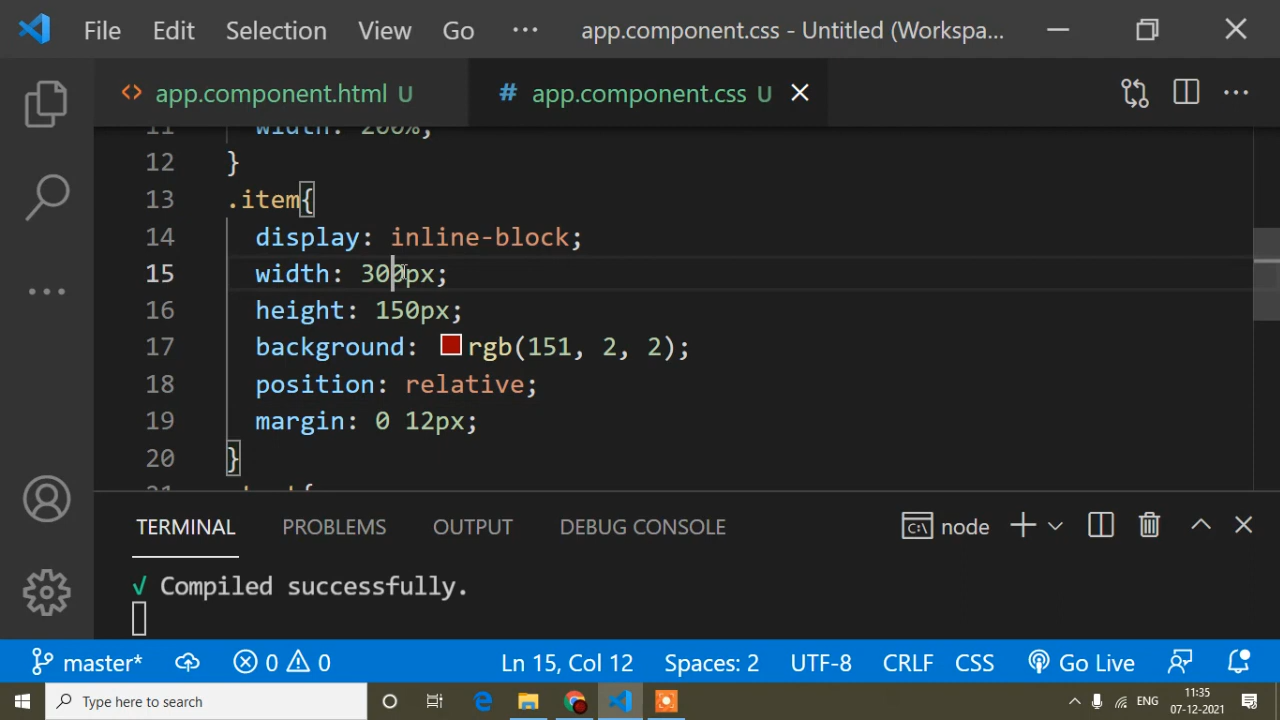 File Edit Selection View Go ··· app.component.css - Untitled (Workspa...
<> app.component.html U # app.component.css U
11 width: 200%;
12 }
13 .item{
14 display: inline-block;
15 width: 300px;
16 height: 150px;
17 background: rgb(151, 2, 2);
18 position: relative;
19 margin: 0 12px;
20 }
TERMINAL PROBLEMS OUTPUT DEBUG CONSOLE node
√ Compiled successfully.
master* 0 0 Ln 15, Col 12 Spaces: 2 UTF-8 CRLF CSS Go Live
Type here to search ENG 11:35
07-12-2021